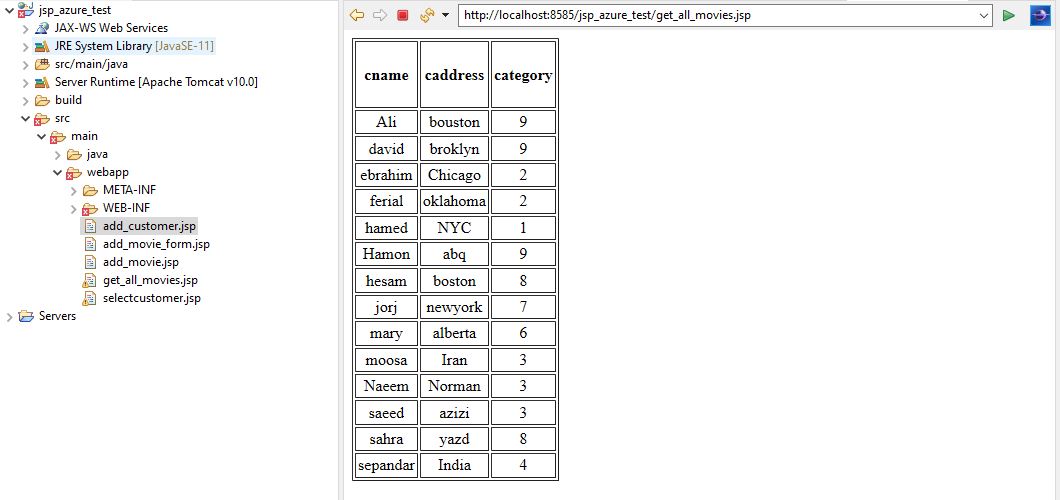 jsp_azure_test
JAX-WS Web Services
JRE System Library [JavaSE-11]
src/main/java
Server Runtime [Apache Tomcat v10.0]
build
src
main
java
webapp
META-INF
WEB-INF
add_customer.jsp
add_movie_form.jsp
add_movie.jsp
get_all_movies.jsp
selectcustomer.jsp
Servers
http://localhost:8585/jsp_azure_test/get_all_movies.jsp
cname caddress category
Ali bouston 9
david broklyn 9
ebrahim Chicago 2
ferial oklahoma 2
hamed NYC 1
Hamon abq 9
hesam boston 8
jorj newyork 7
mary alberta 6
moosa Iran 3
Naeem Norman 3
saeed azizi 3
sahra yazd 8
sepandar India 4